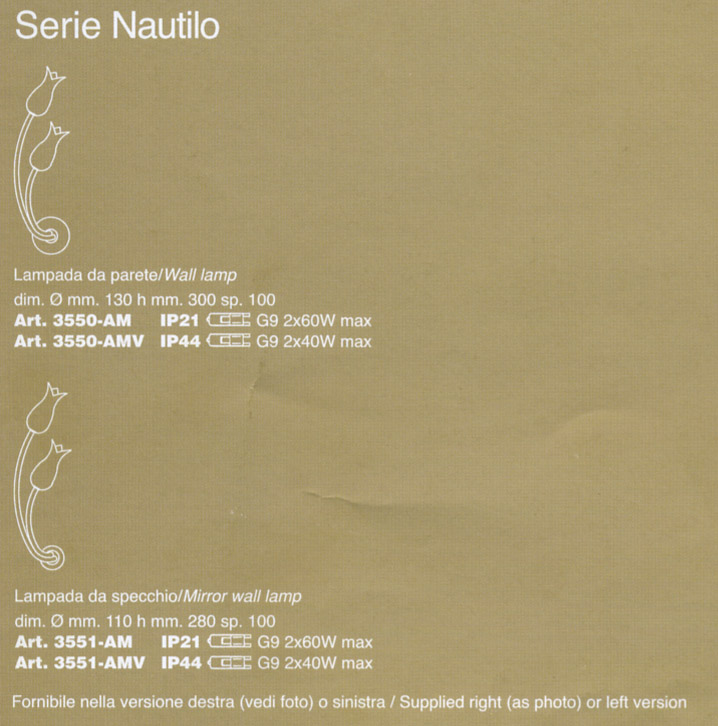 Serie Nautilo
Lampada da parete/Wall lamp
dim. Ø mm. 130 h mm. 300 sp. 100
Art. 3550-AM IP21 G9 2x60W max
Art. 3550-AMV IP44 G9 2x40W max
Lampada da specchio/Mirror wall lamp
dim. Ø mm. 110 h mm. 280 sp. 100
Art. 3551-AM IP21 G9 2x60W max
Art. 3551-AMV IP44 G9 2x40W max
Fornibile nella versione destra (vedi foto) o sinistra / Supplied right (as photo) or left version